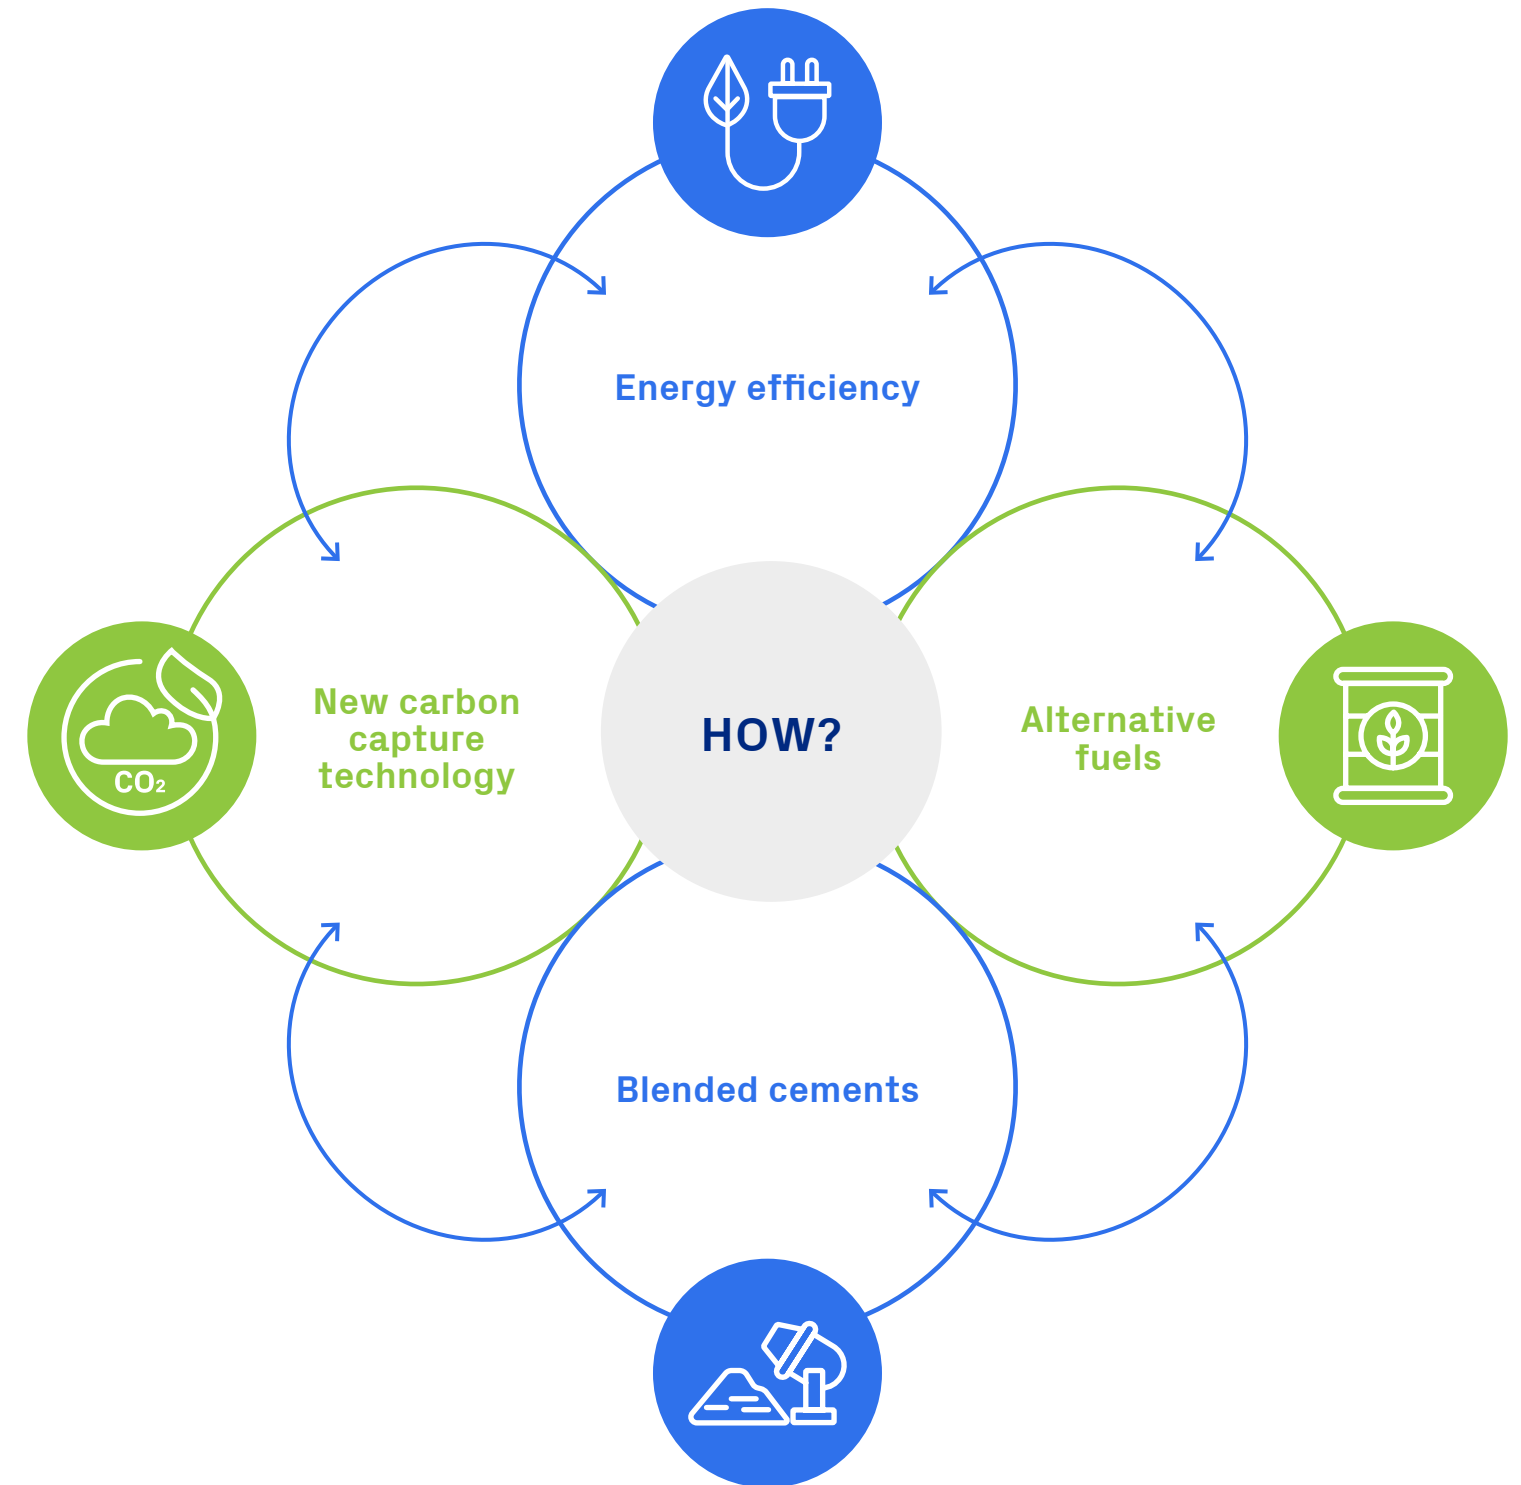 Energy efficiency
New carbon
capture
technology
CO₂
HOW?
Alternative
fuels
Blended cements